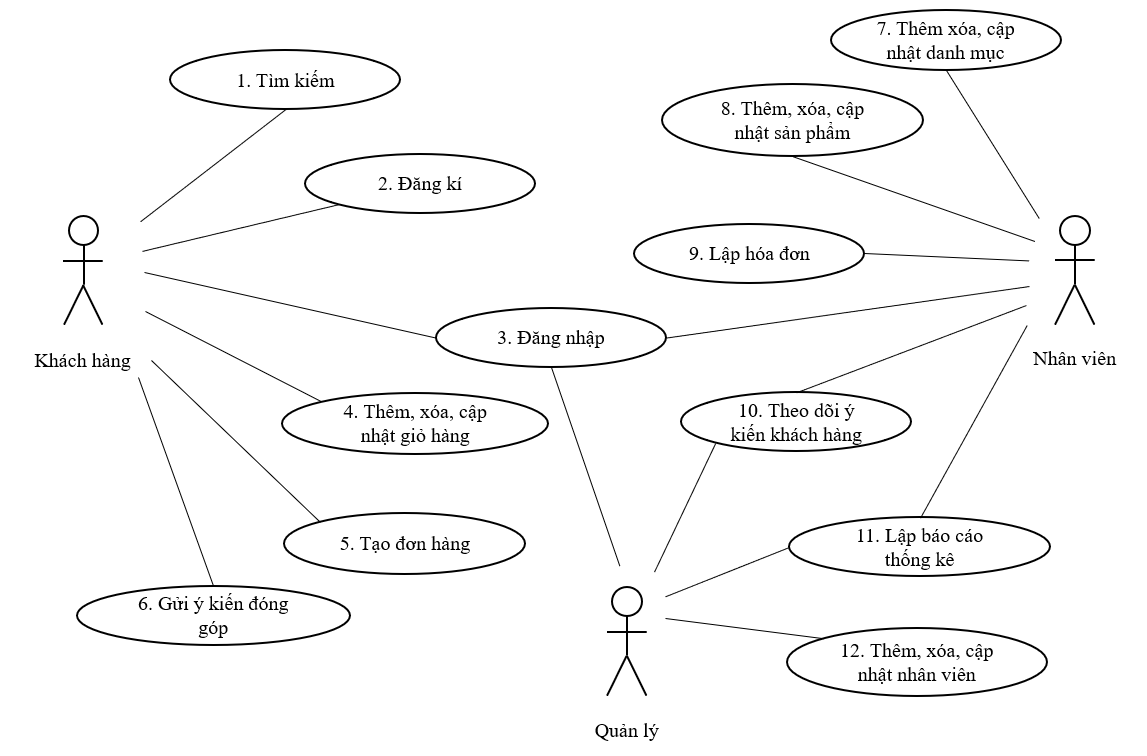 7. Thêm xóa, cập
nhật danh mục
1. Tìm kiếm
8. Thêm, xóa, cập
nhật sản phẩm
2. Đăng kí
9. Lập hóa đơn
3. Đăng nhập
Khách hàng
Nhân viên
4. Thêm, xóa, cập
nhật giỏ hàng
10. Theo dõi ý
kiến khách hàng
5. Tạo đơn hàng
11. Lập báo cáo
thống kê
6. Gửi ý kiến đóng
góp
12. Thêm, xóa, cập
nhật nhân viên
Quản lý